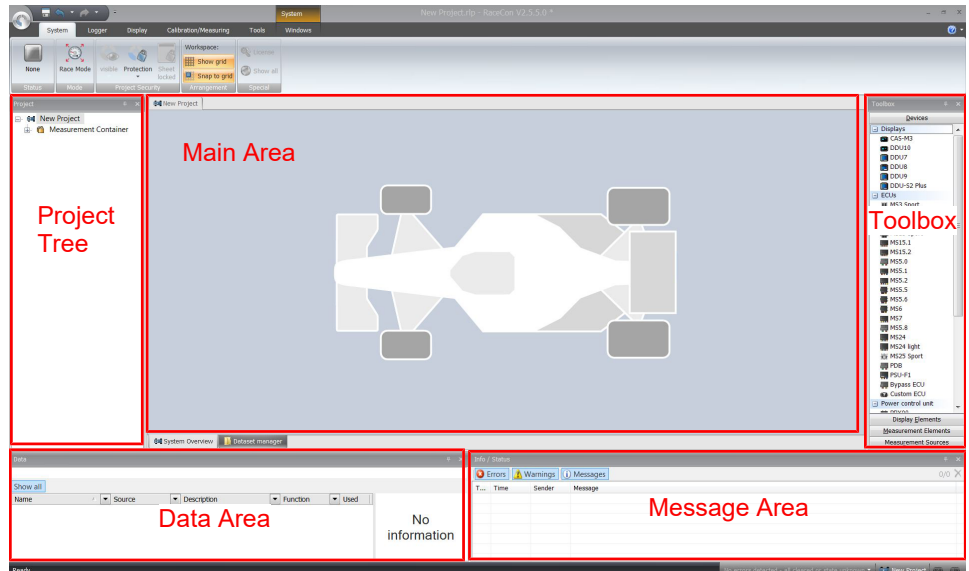 System
New Project.rlp - RaceCon V2.5.5.0 *
System Logger Display Calibration/Measuring Tools Windows
None
Race Mode
visible
Protection
Sheet locked
Workspace:
Show grid
Snap to grid
License
Show all
Status Mode Project Security Arrangement Special
Project
New Project
Measurement Container
Project
Tree
New Project
Main Area
System Overview Dataset manager
Toolbox
Devices
Displays
CAS-M3
DDU10
DDU7
DDU8
DDU9
DDU-S2 Plus
ECUs
MS3 Sport
Toolbox
MS15.1
MS15.2
MS5.0
MS5.1
MS5.2
MS5.5
MS5.6
MS6
MS7
MS5.8
MS24
MS24 light
MS25 Sport
PDB
PSU-F1
Bypass ECU
Custom ECU
Power control unit
Display Elements
Measurement Elements
Measurement Sources
Data
Show all
Name Source Description Function Used
Data Area
No
information
Info / Status
Errors Warnings Messages 0/0
T... Time Sender Message
Message Area
Ready
New Project